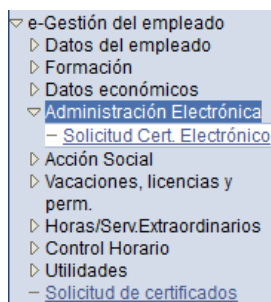 e-Gestión del empleado
Datos del empleado
Formación
Datos económicos
Administración Electrónica
– Solicitud Cert. Electrónico
Acción Social
Vacaciones, licencias y
perm.
Horas/Serv.Extraordinarios
Control Horario
Utilidades
– Solicitud de certificados